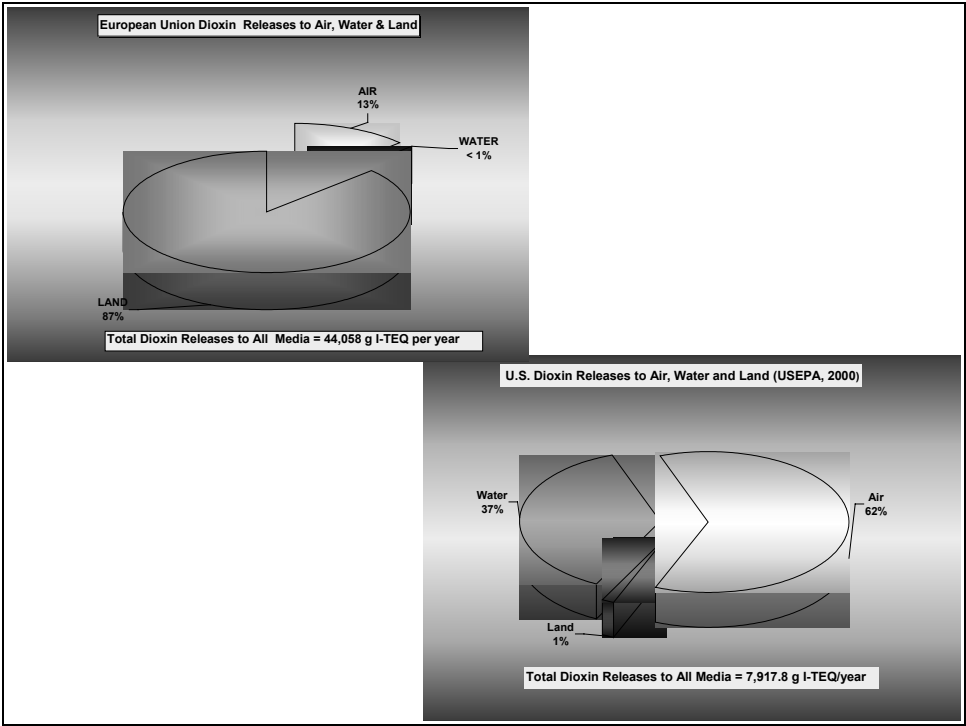 European Union Dioxin Releases to Air, Water & Land
AIR
13%
WATER
< 1%
LAND
87%
Total Dioxin Releases to All Media = 44,058 g I-TEQ per year
U.S. Dioxin Releases to Air, Water and Land (USEPA, 2000)
Water
37%
Air
62%
Land
1%
Total Dioxin Releases to All Media = 7,917.8 g I-TEQ/year